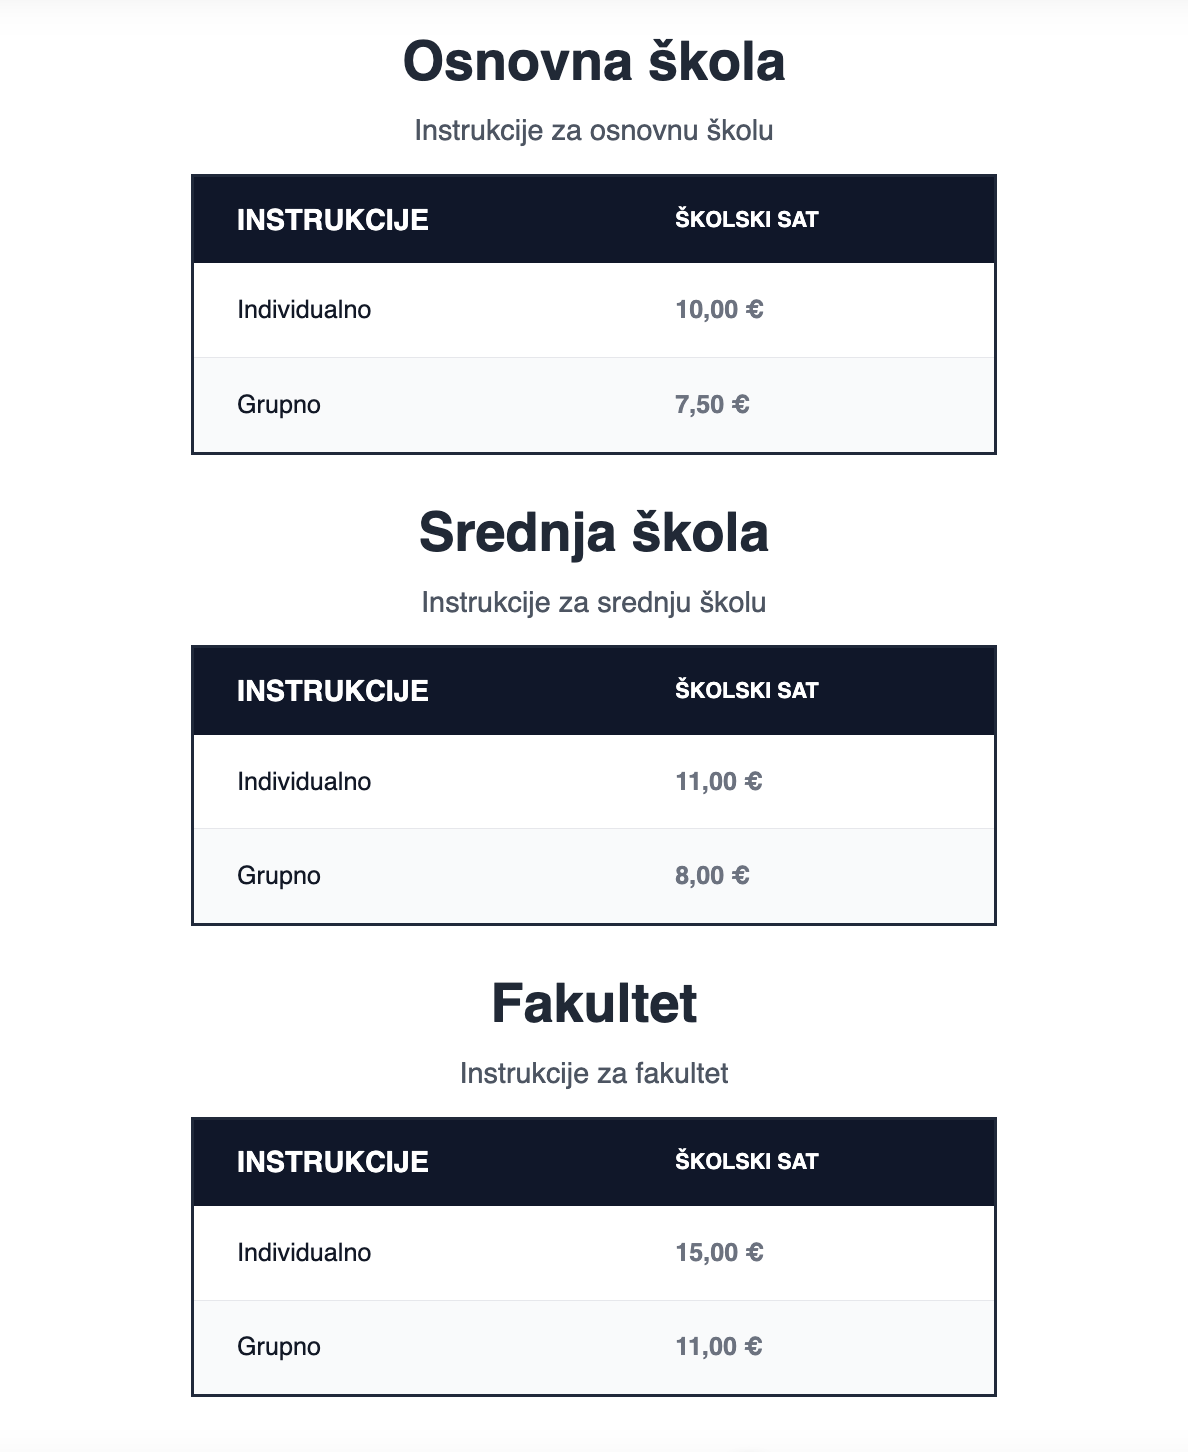 Osnovna škola
Instrukcije za osnovnu školu
INSTRUKCIJE ŠKOLSKI SAT
Individualno 10,00 €
Grupno 7,50 €
Srednja škola
Instrukcije za srednju školu
INSTRUKCIJE ŠKOLSKI SAT
Individualno 11,00 €
Grupno 8,00 €
Fakultet
Instrukcije za fakultet
INSTRUKCIJE ŠKOLSKI SAT
Individualno 15,00 €
Grupno 11,00 €